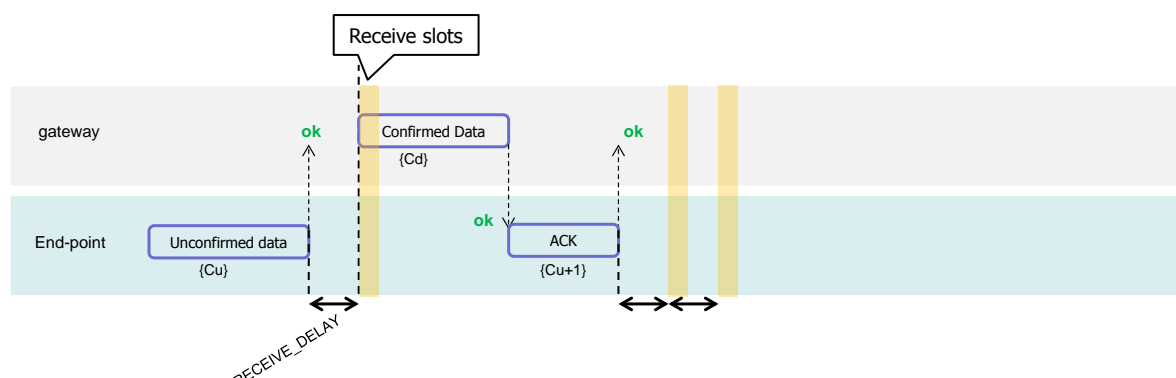 Receive slots
gateway
ok
Confirmed Data
ok
{Cd}
ok
End-point
Unconfirmed data
ACK
{Cu}
{Cu+1}
RECEIVE_DELAY